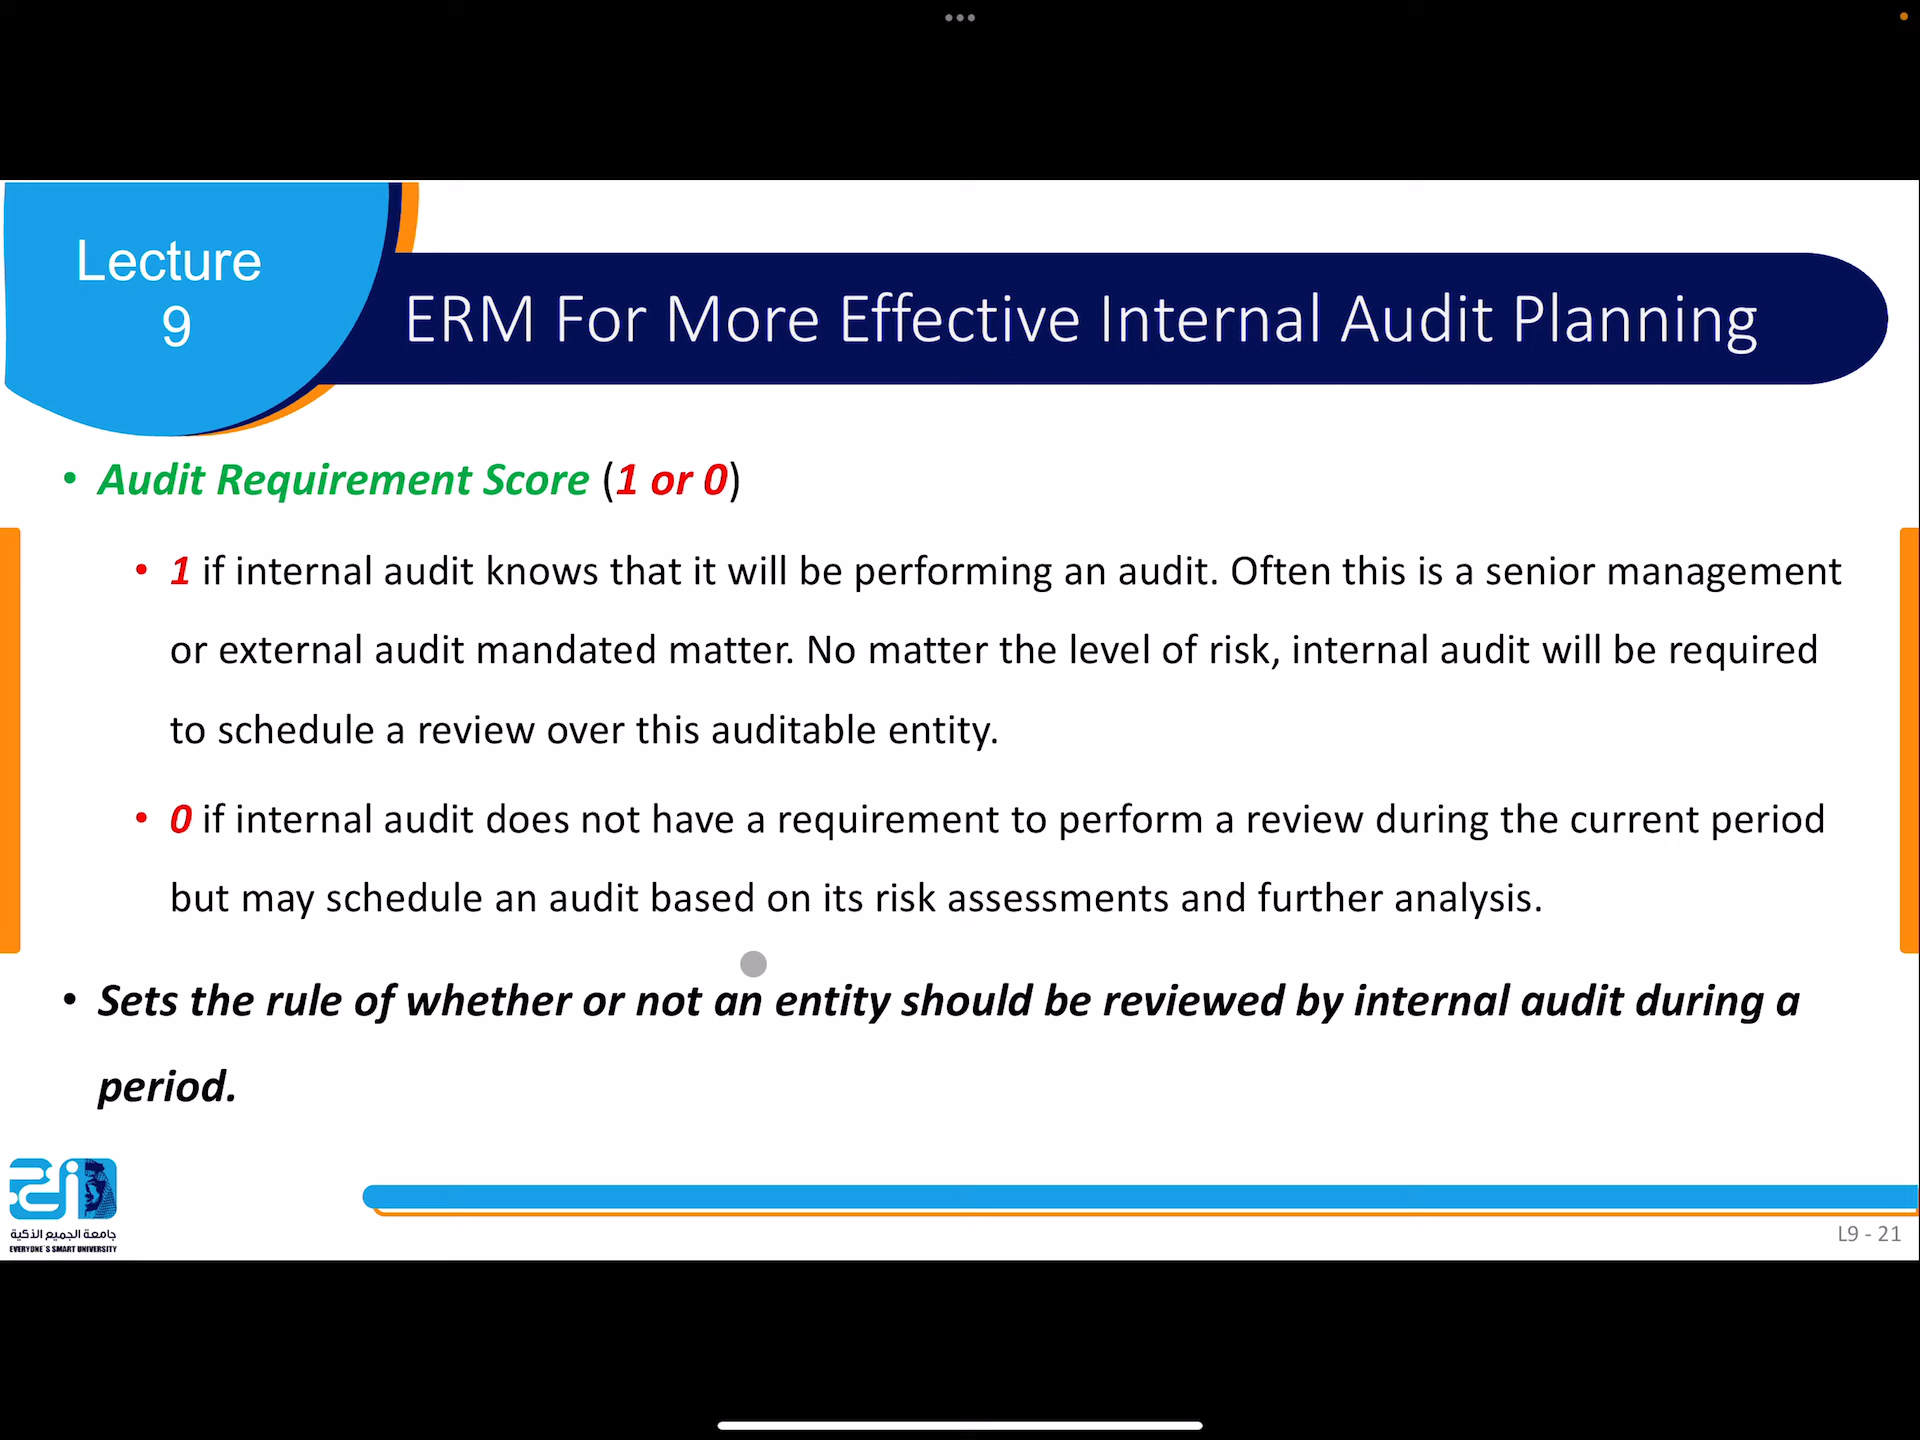 Lecture
9
ERM For More Effective Internal Audit Planning
• Audit Requirement Score (1 or 0)
• 1 if internal audit knows that it will be performing an audit. Often this is a senior management
or external audit mandated matter. No matter the level of risk, internal audit will be required
to schedule a review over this auditable entity.
• 0 if internal audit does not have a requirement to perform a review during the current period
but may schedule an audit based on its risk assessments and further analysis.
• Sets the rule of whether or not an entity should be reviewed by internal audit during a
period.
جامعة الجميع الذكية
EVERYONE`S SMART UNIVERSITY
L9 - 21